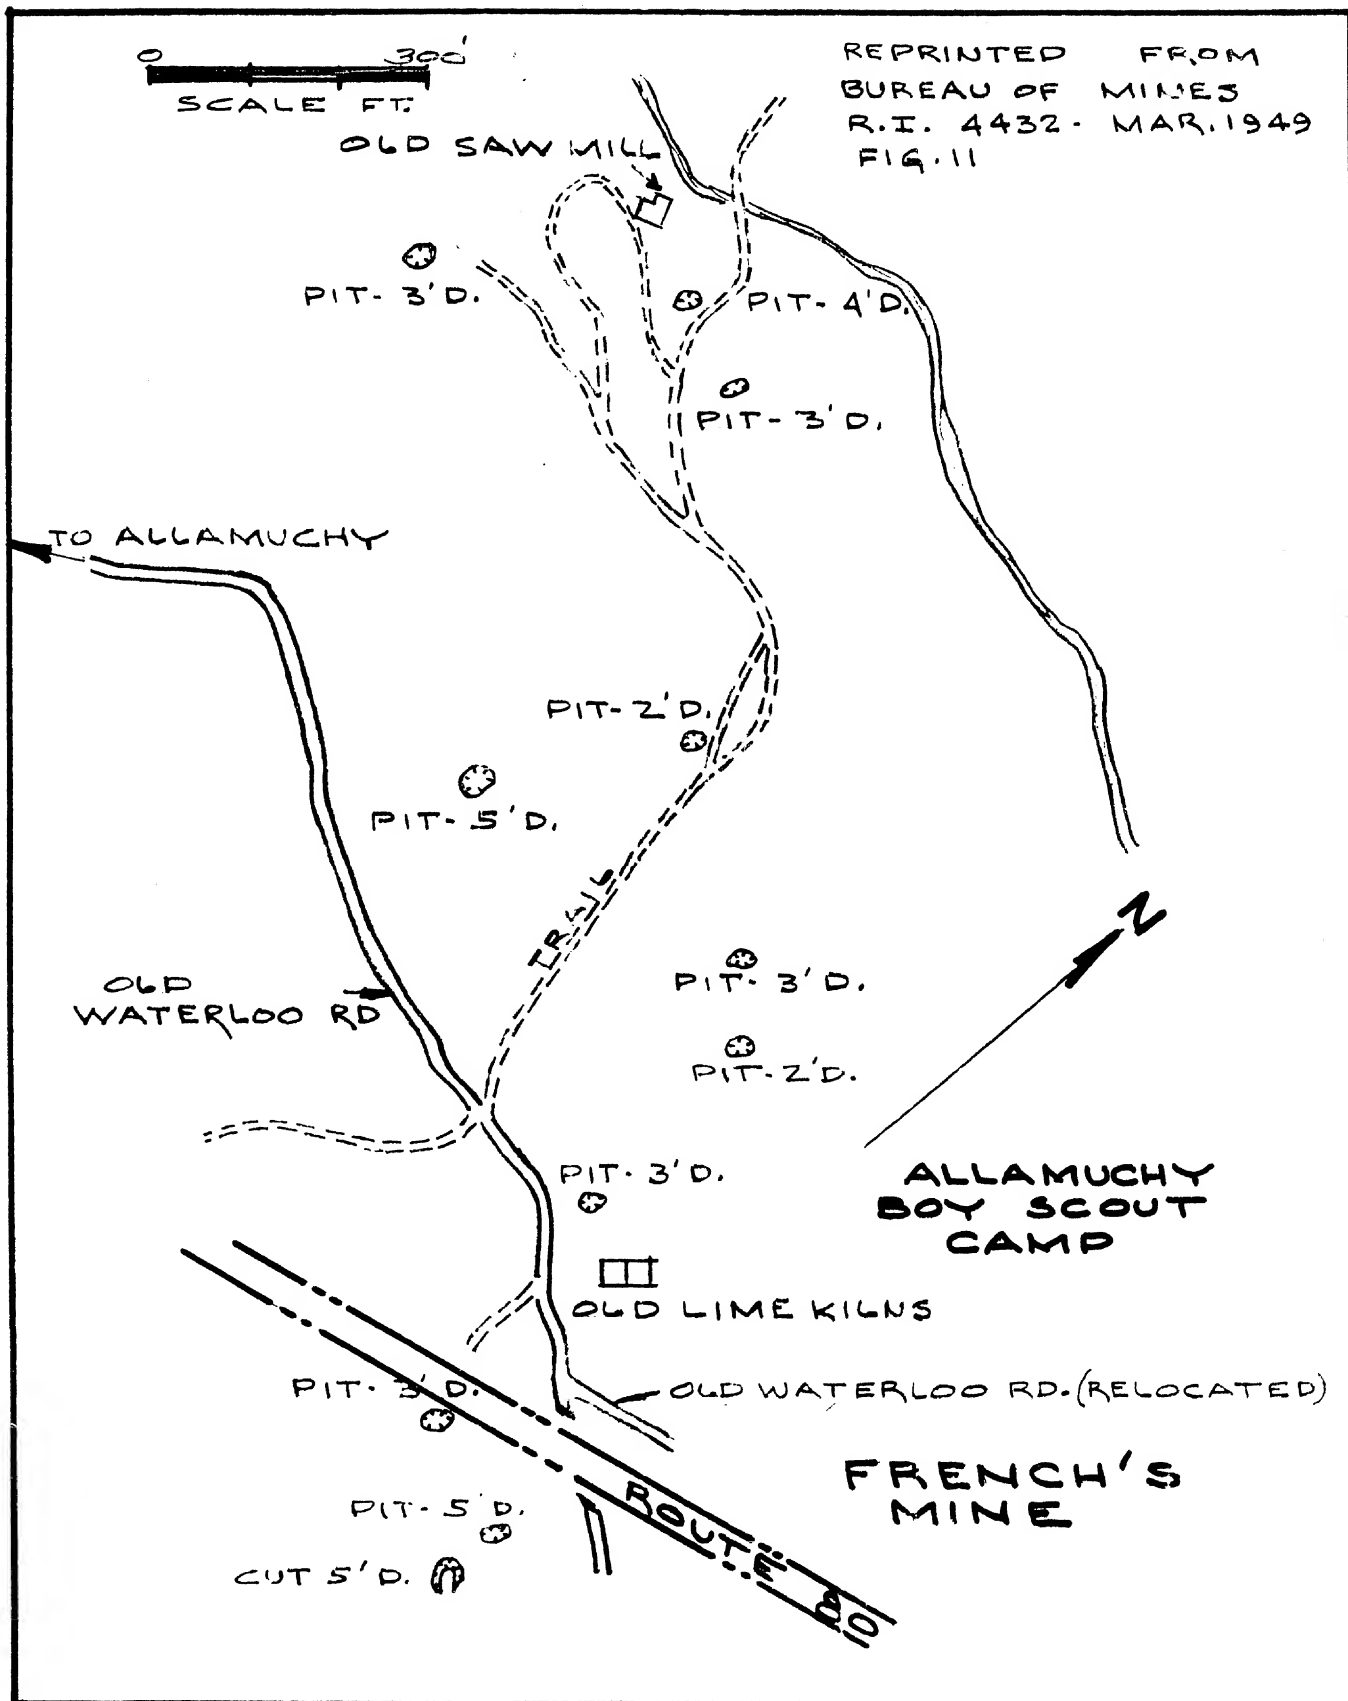 0 300'
SCALE FT.
REPRINTED FROM
BUREAU OF MINES
R.I. 4432 - MAR. 1949
FIG. 11
OLD SAW MILL
PIT - 3' D.
PIT - 4' D.
PIT - 3' D.
TO ALLAMUCHY
PIT - 2' D.
PIT - 5' D.
TRAIL
N
OLD
WATERLOO RD
PIT - 3' D.
PIT - 2' D.
PIT - 3' D.
ALLAMUCHY
BOY SCOUT
CAMP
OLD LIME KILNS
PIT - 3' D.
OLD WATERLOO RD. (RELOCATED)
FRENCH'S
MINE
PIT - 5' D.
ROUTE 80
CUT 5' D.